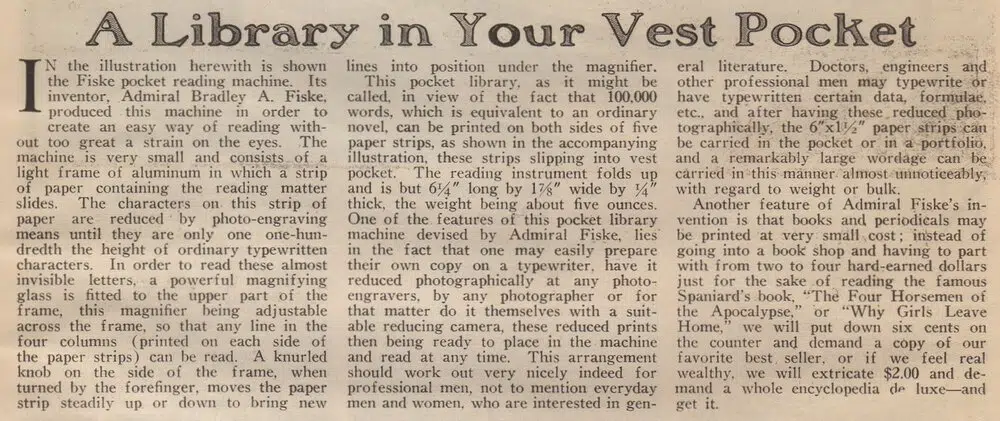 A Library in Your Vest Pocket
IN the illustration herewith is shown
the Fiske pocket reading machine. Its
inventor, Admiral Bradley A. Fiske,
produced this machine in order to
create an easy way of reading with-
out too great a strain on the eyes. The
machine is very small and consists of a
light frame of aluminum in which a strip
of paper containing the reading matter
slides. The characters on this strip of
paper are reduced by photo-engraving
means until they are only one one-hun-
dredth the height of ordinary typewritten
characters. In order to read these almost
invisible letters, a powerful magnifying
glass is fitted to the upper part of the
frame, this magnifier being adjustable
across the frame, so that any line in the
four columns (printed on each side of
the paper strips) can be read. A knurled
knob on the side of the frame, when
turned by the forefinger, moves the paper
strip steadily up or down to bring new
lines into position under the magnifier.
This pocket library, as it might be
called, in view of the fact that 100,000
words, which is equivalent to an ordinary
novel, can be printed on both sides of five
paper strips, as shown in the accompanying
illustration, these strips slipping into vest
pocket. The reading instrument folds up
and is but 6¼″ long by 1⅞″ wide by ¼″
thick, the weight being about five ounces.
One of the features of this pocket library
machine devised by Admiral Fiske, lies
in the fact that one may easily prepare
their own copy on a typewriter, have it
reduced photographically at any photo-
engravers, by any photographer or for
that matter do it themselves with a suit-
able reducing camera, these reduced prints
then being ready to place in the machine
and read at any time. This arrangement
should work out very nicely indeed for
professional men, not to mention everyday
men and women, who are interested in gen-
eral literature. Doctors, engineers and
other professional men may typewrite or
have typewritten certain data, formulae,
etc., and after having these reduced pho-
tographically, the 6″x1½″ paper strips can
be carried in the pocket or in a portfolio,
and a remarkably large wordage can be
carried in this manner almost unnoticeably,
with regard to weight or bulk.
Another feature of Admiral Fiske's in-
vention is that books and periodicals may
be printed at very small cost; instead of
going into a book shop and having to part
with from two to four hard-earned dollars
just for the sake of reading the famous
Spaniard's book, "The Four Horsemen of
the Apocalypse," or "Why Girls Leave
Home," we will put down six cents on
the counter and demand a copy of our
favorite best seller, or if we feel real
wealthy, we will extricate $2.00 and de-
mand a whole encyclopedia de luxe—and
get it.